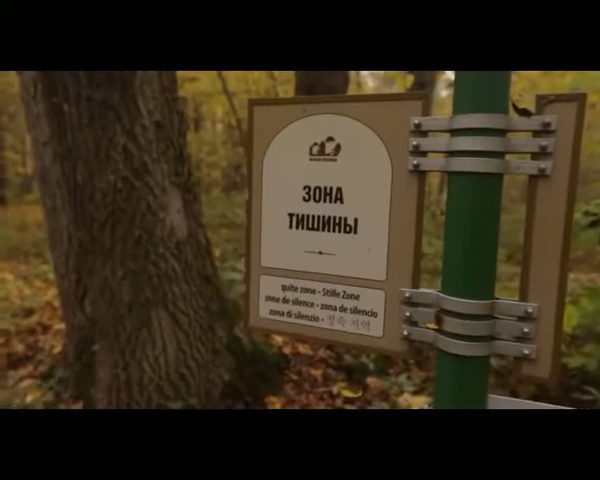 ЗОНА
ТИШИНЫ
quite zone • Stille Zone
zone de silence • zona de silencio
zona di silenzio • 정숙 지역